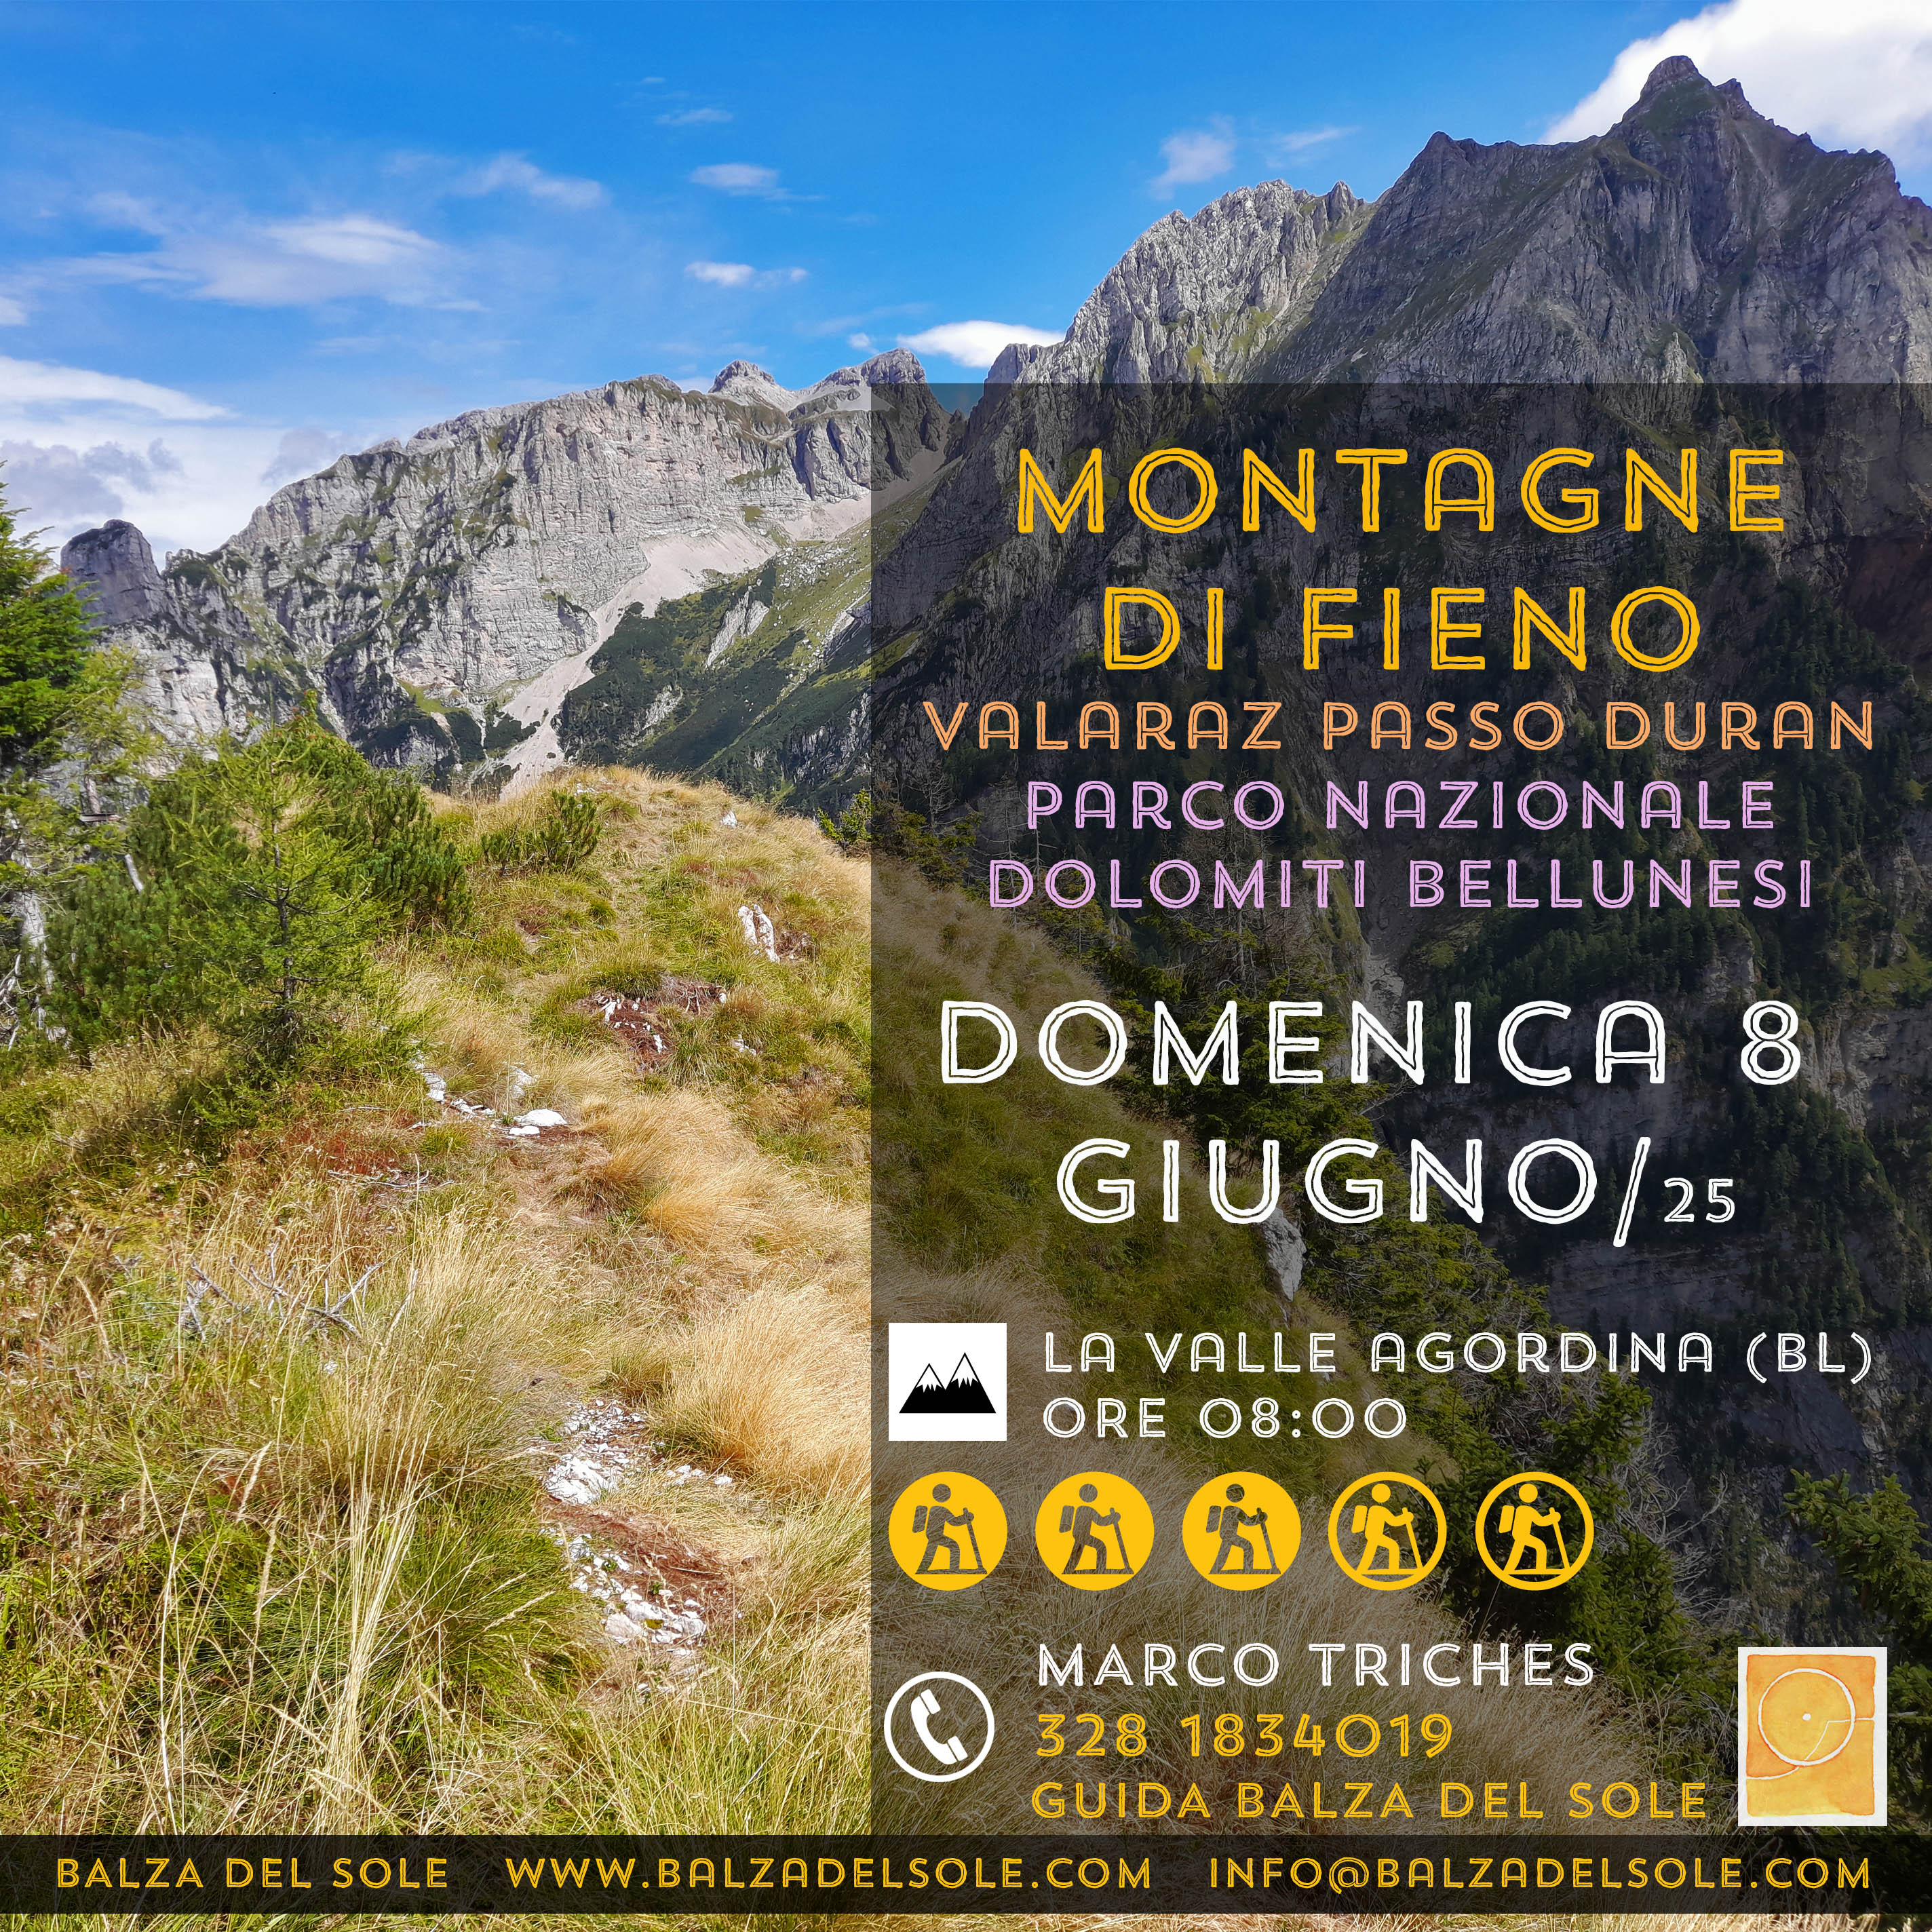 MONTAGNE
DI FIENO
VALARAZ PASSO DURAN
PARCO NAZIONALE
DOLOMITI BELLUNESI
DOMENICA 8
GIUGNO/25
LA VALLE AGORDINA (BL)
ORE 08:00
MARCO TRICHES
328 1834019
GUIDA BALZA DEL SOLE
BALZA DEL SOLE WWW.BALZADELSOLE.COM INFO@BALZADELSOLE.COM